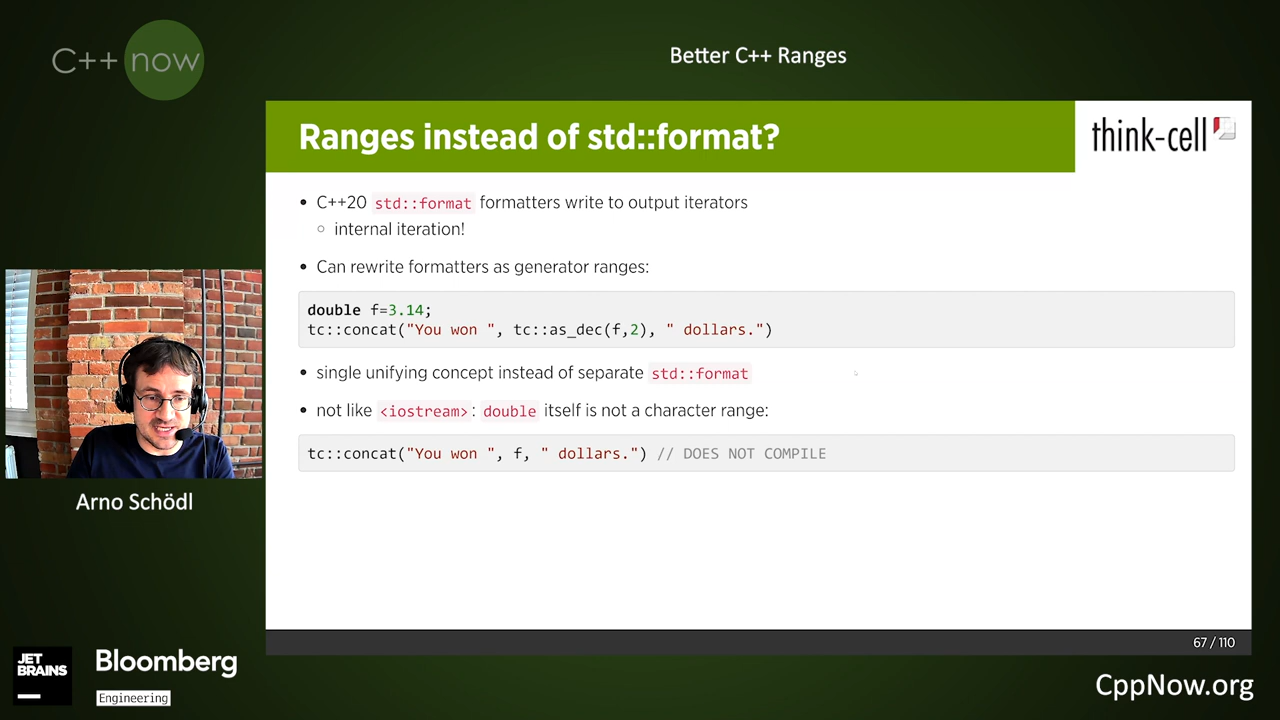 C++ now
Better C++ Ranges
Ranges instead of std::format?
think-cell
• C++20 std::format formatters write to output iterators
○ internal iteration!
• Can rewrite formatters as generator ranges:
double f=3.14;
tc::concat("You won ", tc::as_dec(f,2), " dollars.")
• single unifying concept instead of separate std::format
• not like <iostream>: double itself is not a character range:
tc::concat("You won ", f, " dollars.") // DOES NOT COMPILE
Arno Schödl
67 / 110
JET
BRAINS
Bloomberg
Engineering
CppNow.org